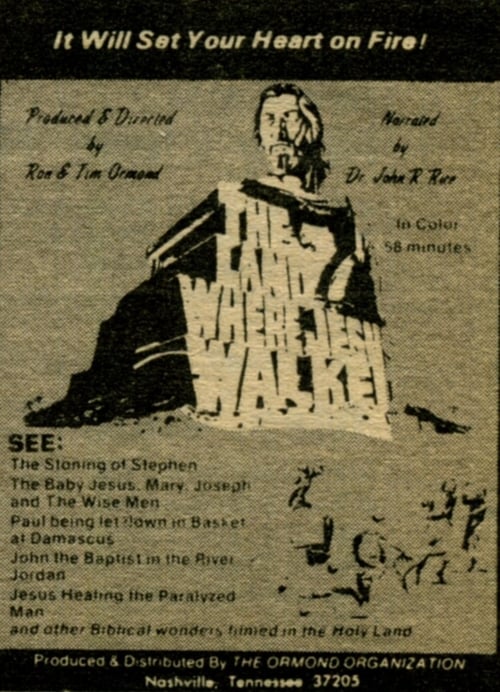 It Will Set Your Heart on Fire!
Produced & Directed
by
Ron & Tim Ormond
Narrated
by
Dr John R Rice
In Color
58 minutes
THE
LAND
WHERE JESUS
WALKED
SEE:
The Stoning of Stephen
The Baby Jesus, Mary, Joseph
and The Wise Men
Paul being let down in Basket
at Damascus
John the Baptist in the River
Jordan
Jesus Healing the Paralyzed
Man
and other Biblical wonders filmed in the Holy Land
Produced & Distributed By THE ORMOND ORGANIZATION
Nashville, Tennessee 37205